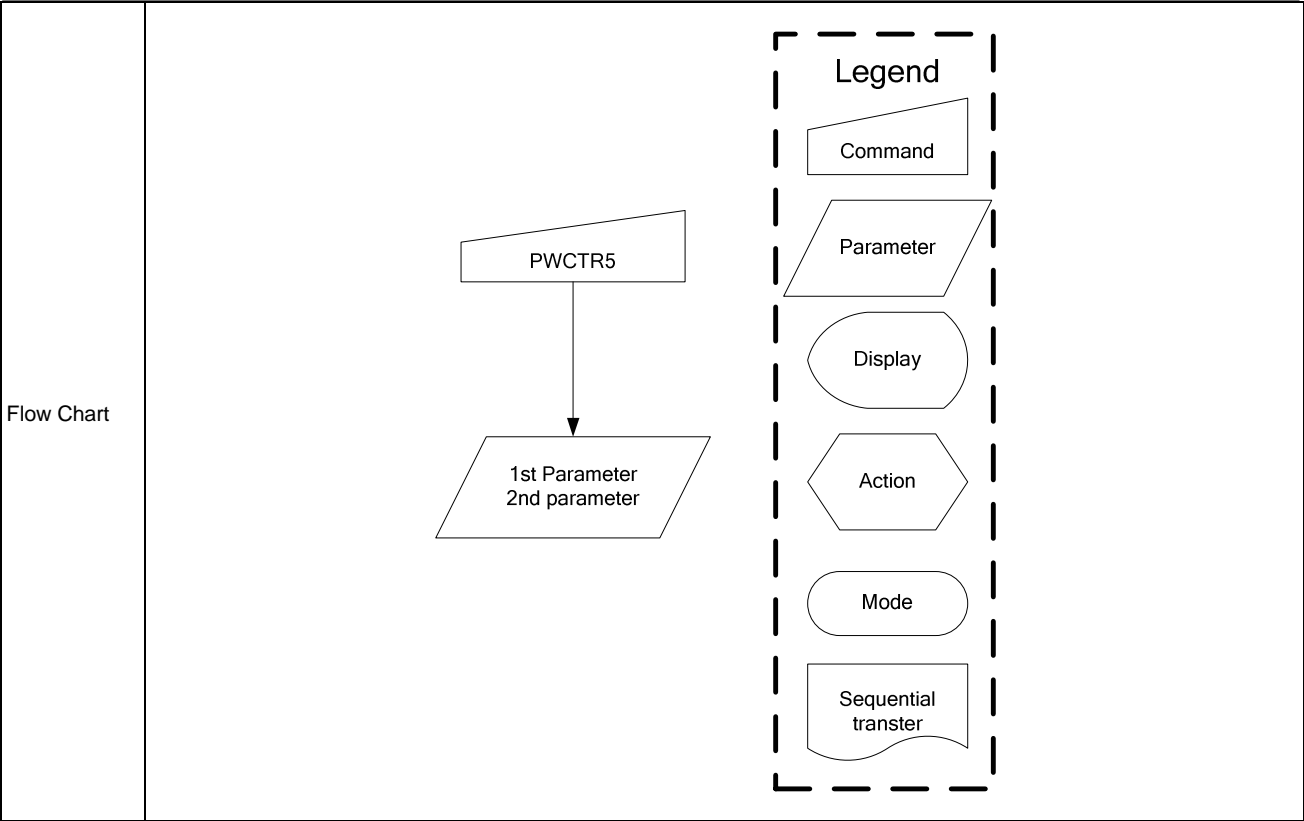 Flow Chart
PWCTR5
1st Parameter
2nd parameter
Legend
Command
Parameter
Display
Action
Mode
Sequential
transter